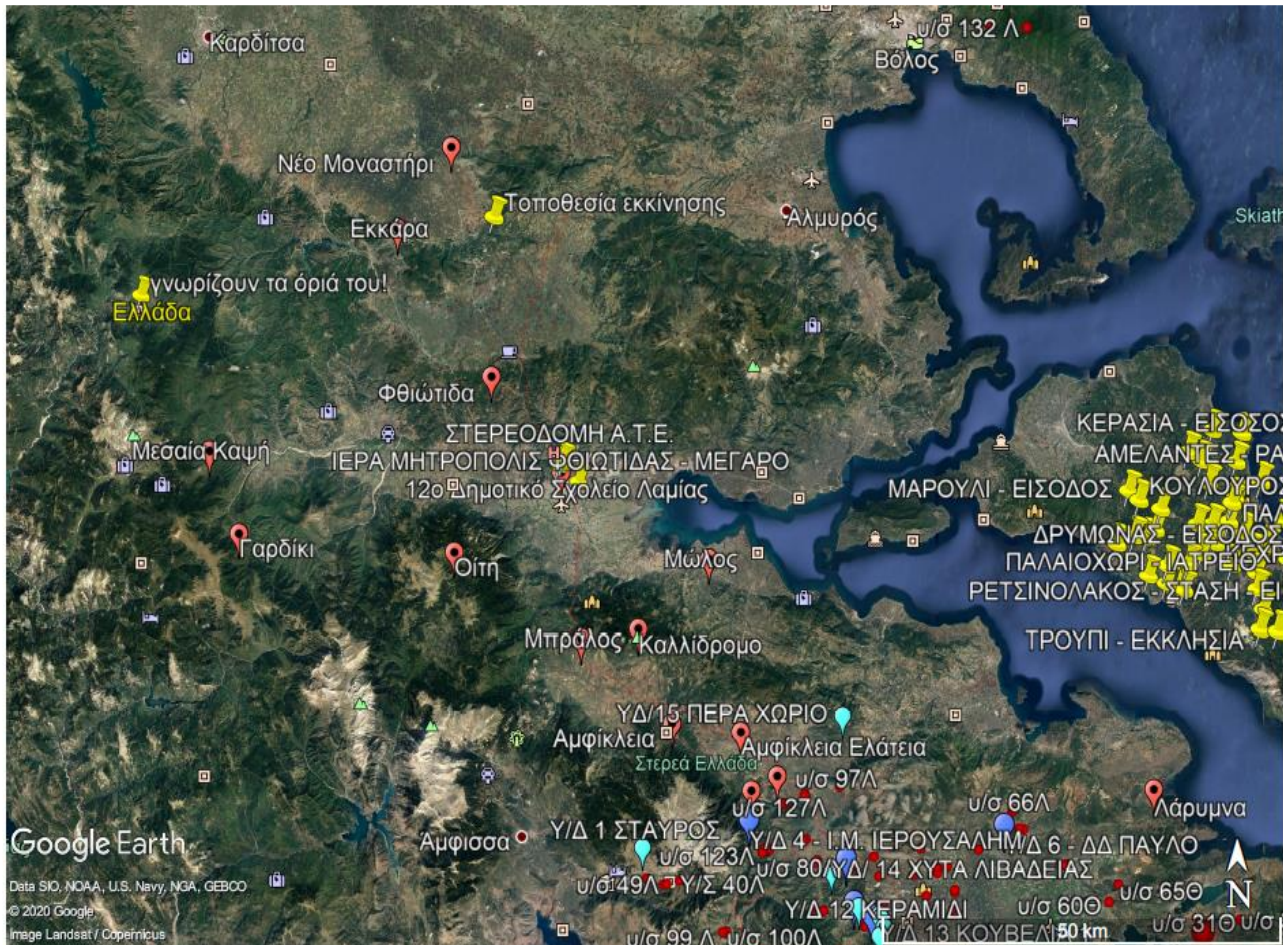 Καρδίτσα
υ/σ 132 Λ
Βόλος
Νέο Μοναστήρι
Τοποθεσία εκκίνησης
Αλμυρός
Skiath
Εκκάρα
γνωρίζουν τα όριά του!
Ελλάδα
Φθιώτιδα
ΣΤΕΡΕΟΔΟΜΗ Α.Τ.Ε.
ΚΕΡΑΣΙΑ - ΕΙΣΟΣΟΣ
Μεσαία Καψή
ΙΕΡΑ ΜΗΤΡΟΠΟΛΙΣ ΦΘΙΩΤΙΔΑΣ - ΜΕΓΑΡΟ
ΑΜΕΛΑΝΤΕΣ - ΡΑ
12ο Δημοτικό Σχολείο Λαμίας
ΜΑΡΟΥΛΙ - ΕΙΣΟΔΟΣ
ΚΟΥΛΟΥΡΟΣ
ΠΑΛ
Γαρδίκι
Οίτη
Μώλος
ΔΡΥΜΩΝΑΣ - ΕΙΣΟΔΟΣ
ΠΑΛΑΙΟΧΩΡΙ - ΙΑΤΡΕΙΟ
ΡΕΤΣΙΝΟΛΑΚΟΣ - ΣΤΑΣΗ
Μπράλος
Καλλίδρομο
ΤΡΟΥΠΙ - ΕΚΚΛΗΣΙΑ
ΥΔ/15 ΠΕΡΑ ΧΩΡΙΟ
Αμφίκλεια
Αμφίκλεια Ελάτεια
Στερεά Ελλάδα
υ/σ 97Λ
Λάρυμνα
υ/σ 127Λ
υ/σ 66Λ
Google Earth
Άμφισσα
Υ/Δ 1 ΣΤΑΥΡΟΣ
Υ/Δ 4 - Ι.Μ. ΙΕΡΟΥΣΑΛΗΜ
Δ 6 - ΔΔ ΠΑΥΛΟ
υ/σ 123Λ
υ/σ 80
ΥΔ/ 14 ΧΥΤΑ ΛΙΒΑΔΕΙΑΣ
Data SIO, NOAA, U.S. Navy, NGA, GEBCO
υ/σ 49Λ
Υ/Σ 40Λ
υ/σ 65Θ
© 2020 Google
Υ/Δ 12 ΚΕΡΑΜΙΔΙ
υ/σ 60Θ
N
υ/σ 31Θ
Image Landsat / Copernicus
υ/σ 99 Λ
υ/σ 100Λ
Υ/Δ 13 ΚΟΥΒΕΛ
50 km